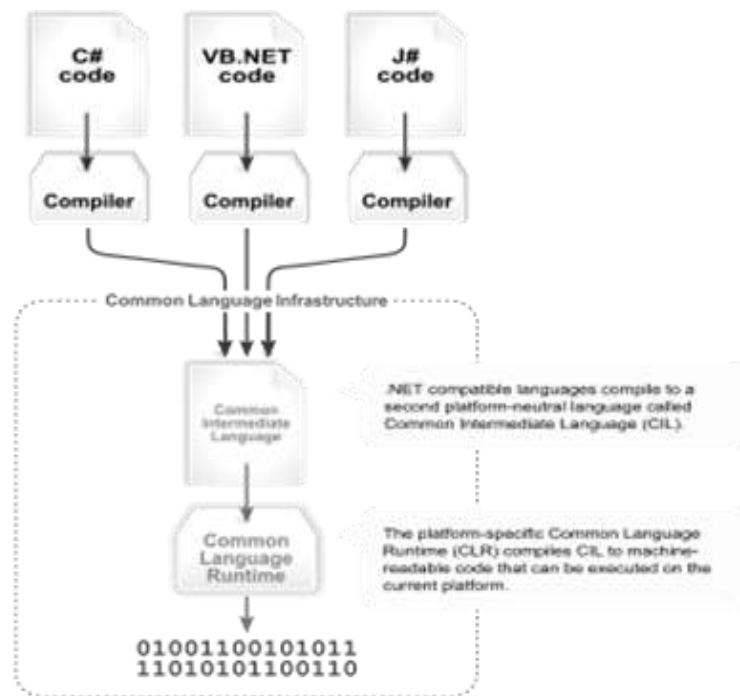 C#
code
VB.NET
code
J#
code
Compiler
Compiler
Compiler
Common Language Infrastructure
Common
Intermediate
Language
.NET compatible languages compile to a
second platform-neutral language called
Common Intermediate Language (CIL).
Common
Language
Runtime
The platform-specific Common Language
Runtime (CLR) compiles CIL to machine-
readable code that can be executed on the
current platform.
01001100101011
11010101100110